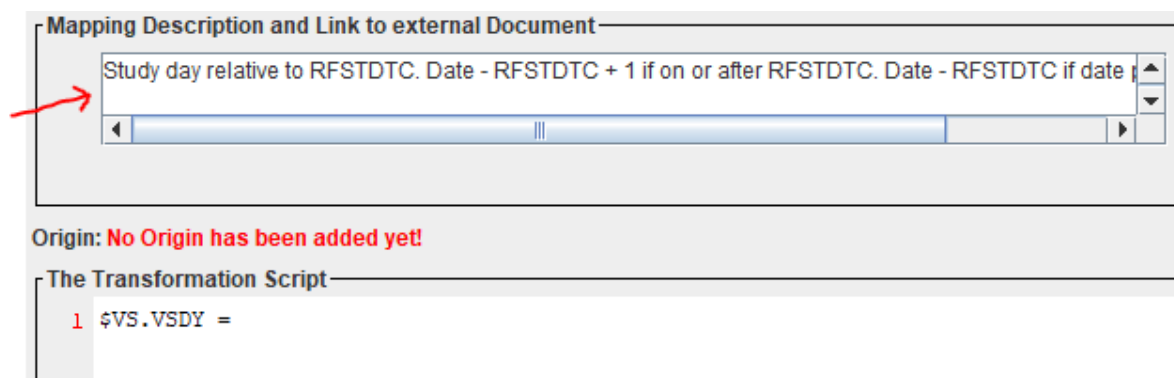 Mapping Description and Link to external Document
Study day relative to RFSTDTC. Date - RFSTDTC + 1 if on or after RFSTDTC. Date - RFSTDTC if date
Origin: No Origin has been added yet!
The Transformation Script
1 $VS.VSDY =